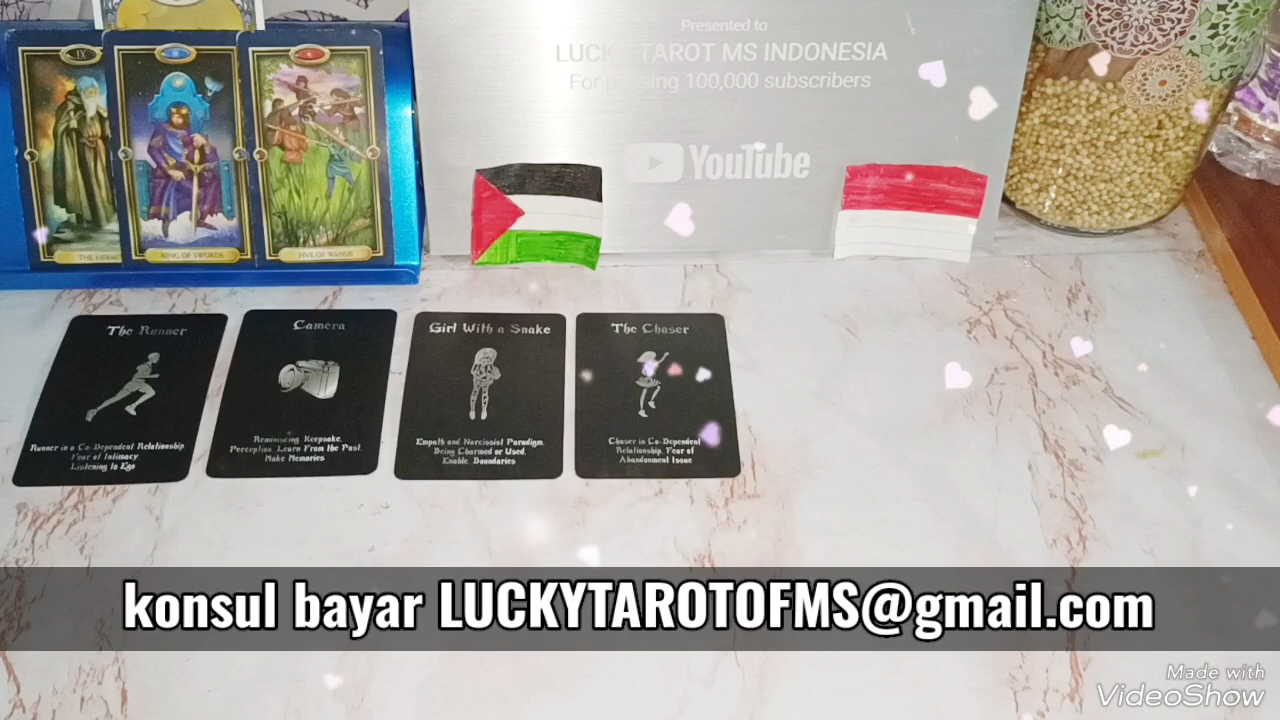 Presented to
LUCKY TAROT MS INDONESIA
For passing 100,000 subscribers
YouTube
IX
THE HERMIT
KING OF SWORDS
FIVE OF WANDS
The Runner
Runner in a Co-Dependent Relationship.
Fear of Intimacy
Listening to Ego
Camera
Reminiscing Keepsake.
Perception. Learn From the Past.
Make Memories
Girl With a Snake
Empath and Narcissist Paradigm.
Being Charmed or Used.
Enable. Boundaries
The Chaser
Chaser in Co-Dependent
Relationship. Fear of
Abandonment Issue
konsul bayar LUCKYTAROTOFMS@gmail.com
Made with
VideoShow